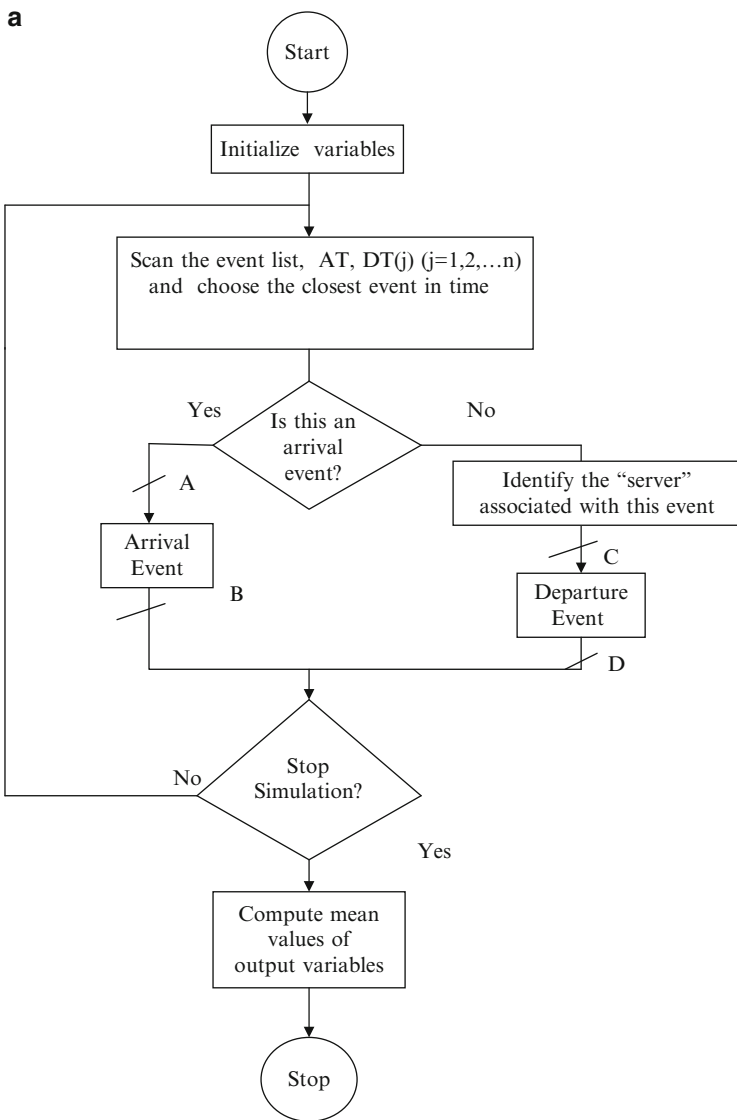 a
Start
Initialize variables
Scan the event list, AT, DT(j) (j=1,2,…n)
and choose the closest event in time
Yes
No
Is this an
arrival
event?
A
Identify the “server”
associated with this event
Arrival
Event
C
B
Departure
Event
D
No
Stop
Simulation?
Yes
Compute mean
values of
output variables
Stop